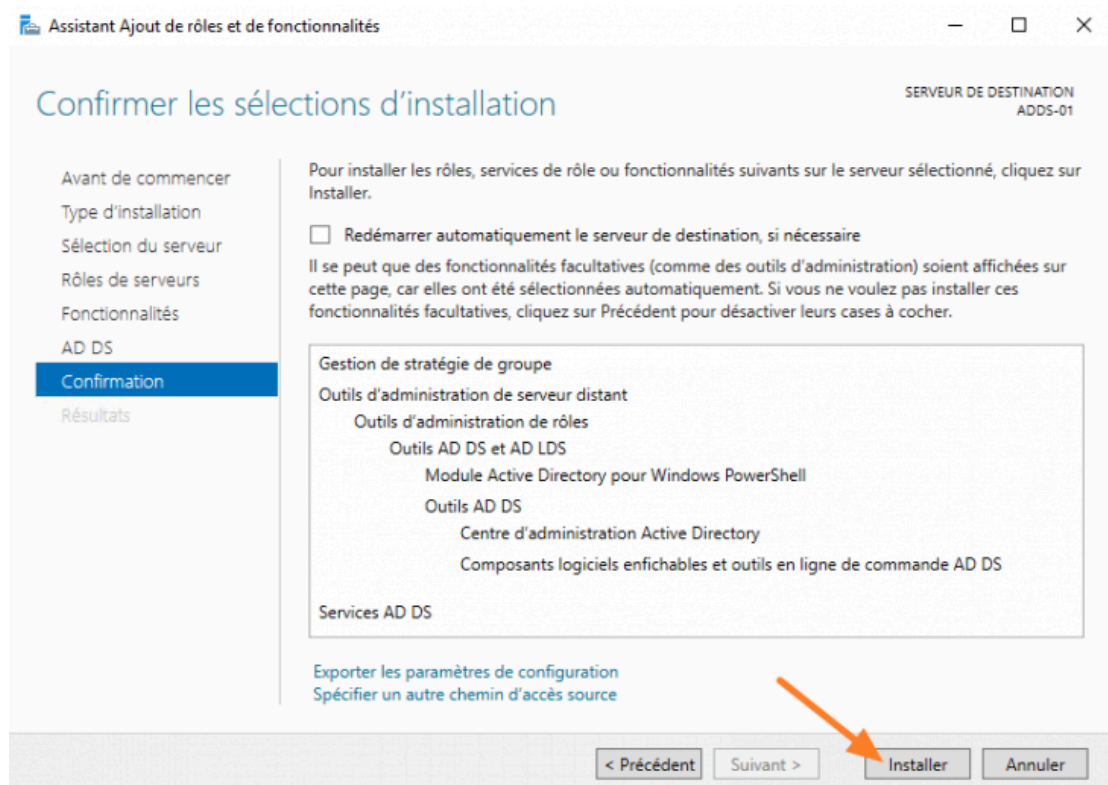 Assistant Ajout de rôles et de fonctionnalités
Confirmer les sélections d'installation
SERVEUR DE DESTINATION
ADDS-01
Avant de commencer
Type d'installation
Sélection du serveur
Rôles de serveurs
Fonctionnalités
AD DS
Confirmation
Résultats
Pour installer les rôles, services de rôle ou fonctionnalités suivants sur le serveur sélectionné, cliquez sur
Installer.
Redémarrer automatiquement le serveur de destination, si nécessaire
Il se peut que des fonctionnalités facultatives (comme des outils d'administration) soient affichées sur
cette page, car elles ont été sélectionnées automatiquement. Si vous ne voulez pas installer ces
fonctionnalités facultatives, cliquez sur Précédent pour désactiver leurs cases à cocher.
Gestion de stratégie de groupe
Outils d'administration de serveur distant
Outils d'administration de rôles
Outils AD DS et AD LDS
Module Active Directory pour Windows PowerShell
Outils AD DS
Centre d'administration Active Directory
Composants logiciels enfichables et outils en ligne de commande AD DS
Services AD DS
Exporter les paramètres de configuration
Spécifier un autre chemin d'accès source
< Précédent
Suivant >
Installer
Annuler